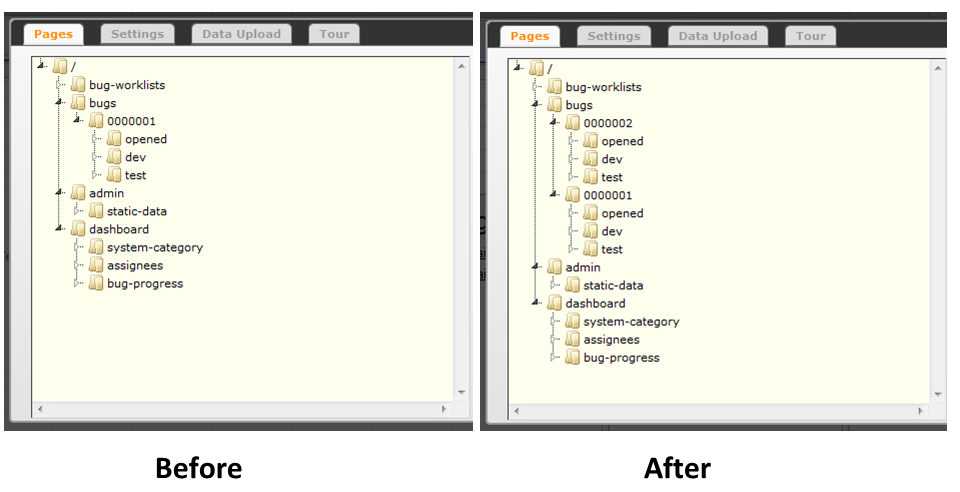 Pages Settings Data Upload Tour
/
bug-worklists
bugs
0000001
opened
dev
test
admin
static-data
dashboard
system-category
assignees
bug-progress
Before
Pages Settings Data Upload Tour
/
bug-worklists
bugs
0000002
opened
dev
test
0000001
opened
dev
test
admin
static-data
dashboard
system-category
assignees
bug-progress
After